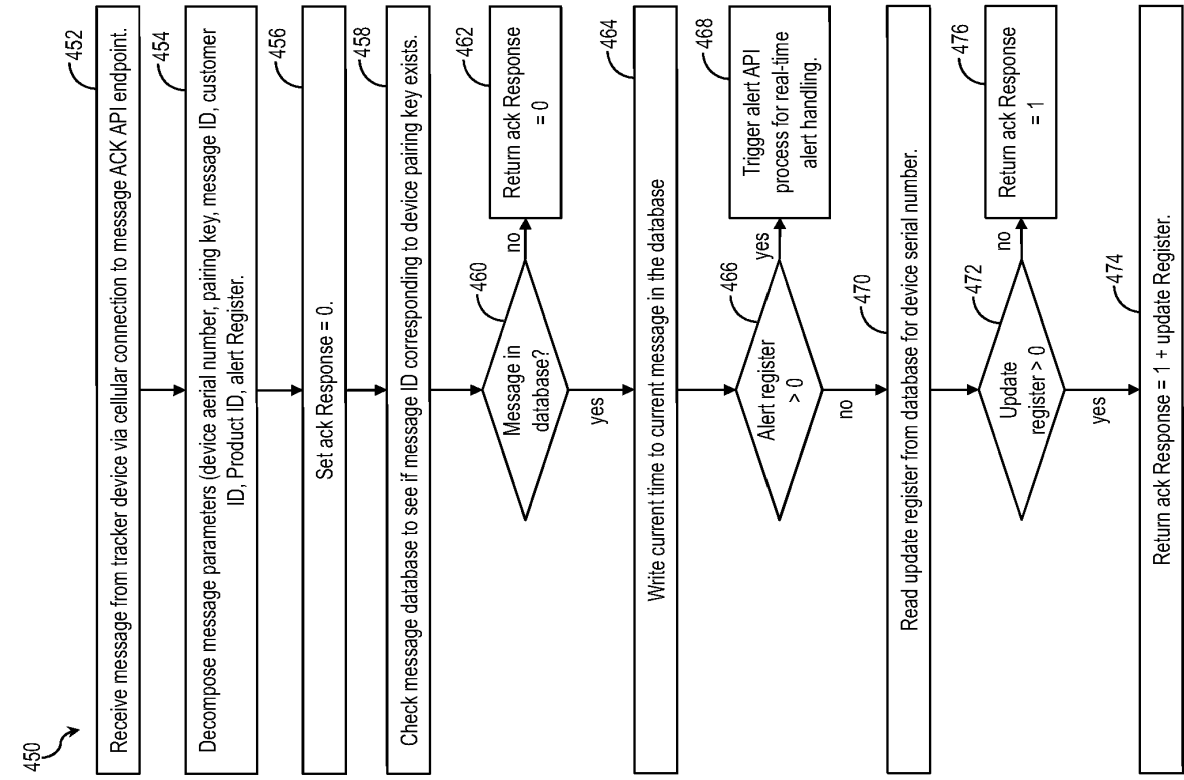 450
452
Receive message from tracker device via cellular connection to message ACK API endpoint.
454
Decompose message parameters (device aerial number, pairing key, message ID, customer
ID, Product ID, alert Register.
456
Set ack Response = 0.
458
Check message database to see if message ID corresponding to device pairing key exists.
460
Message in
database?
no
462
Return ack Response
= 0
yes
464
Write current time to current message in the database
466
Alert register
> 0
yes
468
Trigger alert API
process for real-time
alert handling.
no
470
Read update register from database for device serial number.
472
Update
register > 0
no
476
Return ack Response
= 1
yes
474
Return ack Response = 1 + update Register.